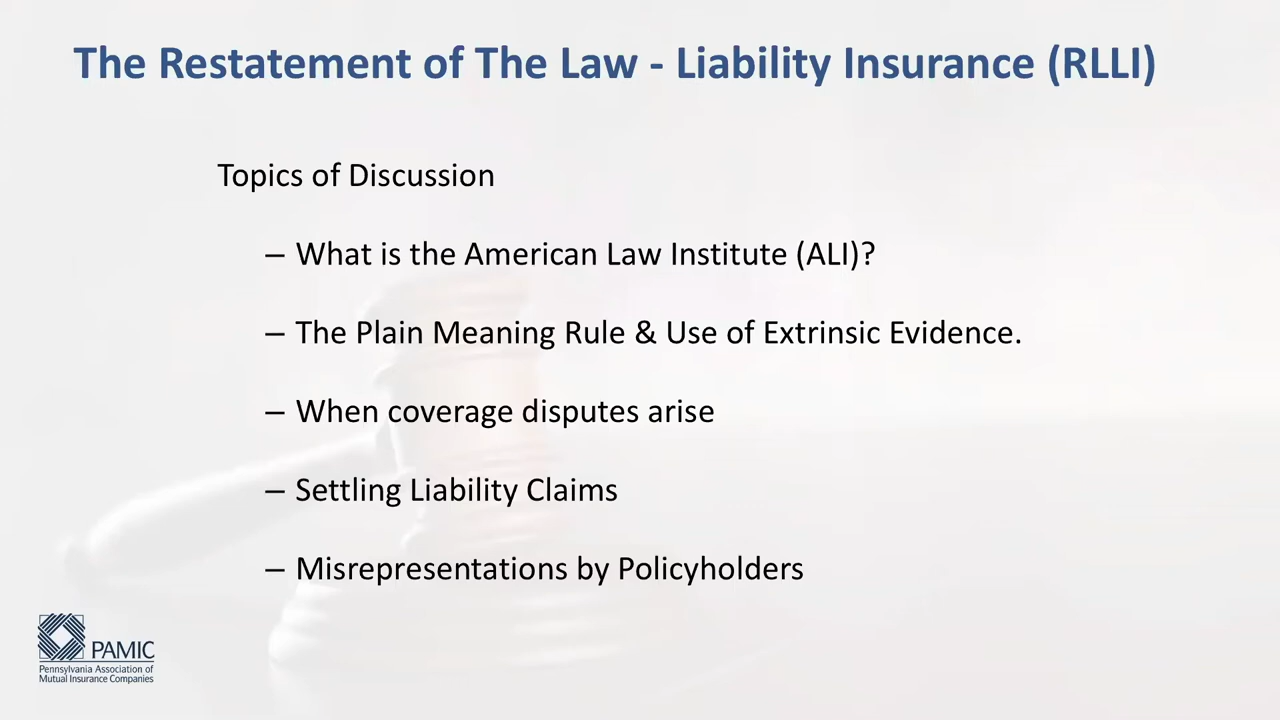 The Restatement of The Law - Liability Insurance (RLLI)
Topics of Discussion
– What is the American Law Institute (ALI)?
– The Plain Meaning Rule & Use of Extrinsic Evidence.
– When coverage disputes arise
– Settling Liability Claims
– Misrepresentations by Policyholders
PAMIC
Pennsylvania Association of
Mutual Insurance Companies